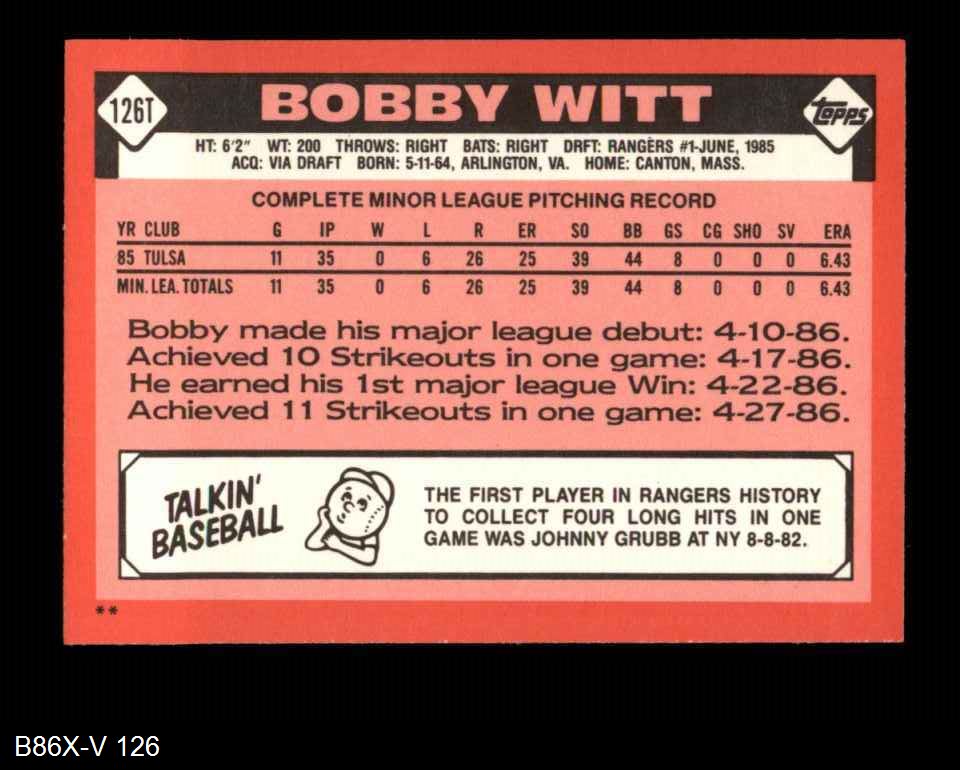 126T
BOBBY WITT
topps
HT: 6'2" WT: 200 THROWS: RIGHT BATS: RIGHT DRFT: RANGERS #1-JUNE, 1985
ACQ: VIA DRAFT BORN: 5-11-64, ARLINGTON, VA. HOME: CANTON, MASS.
COMPLETE MINOR LEAGUE PITCHING RECORD
YR CLUB G IP W L R ER SO BB GS CG SHO SV ERA
85 TULSA 11 35 0 6 26 25 39 44 8 0 0 0 6.43
MIN. LEA. TOTALS 11 35 0 6 26 25 39 44 8 0 0 0 6.43
Bobby made his major league debut: 4-10-86.
Achieved 10 Strikeouts in one game: 4-17-86.
He earned his 1st major league Win: 4-22-86.
Achieved 11 Strikeouts in one game: 4-27-86.
TALKIN'
BASEBALL
THE FIRST PLAYER IN RANGERS HISTORY
TO COLLECT FOUR LONG HITS IN ONE
GAME WAS JOHNNY GRUBB AT NY 8-8-82.
**
B86X-V 126